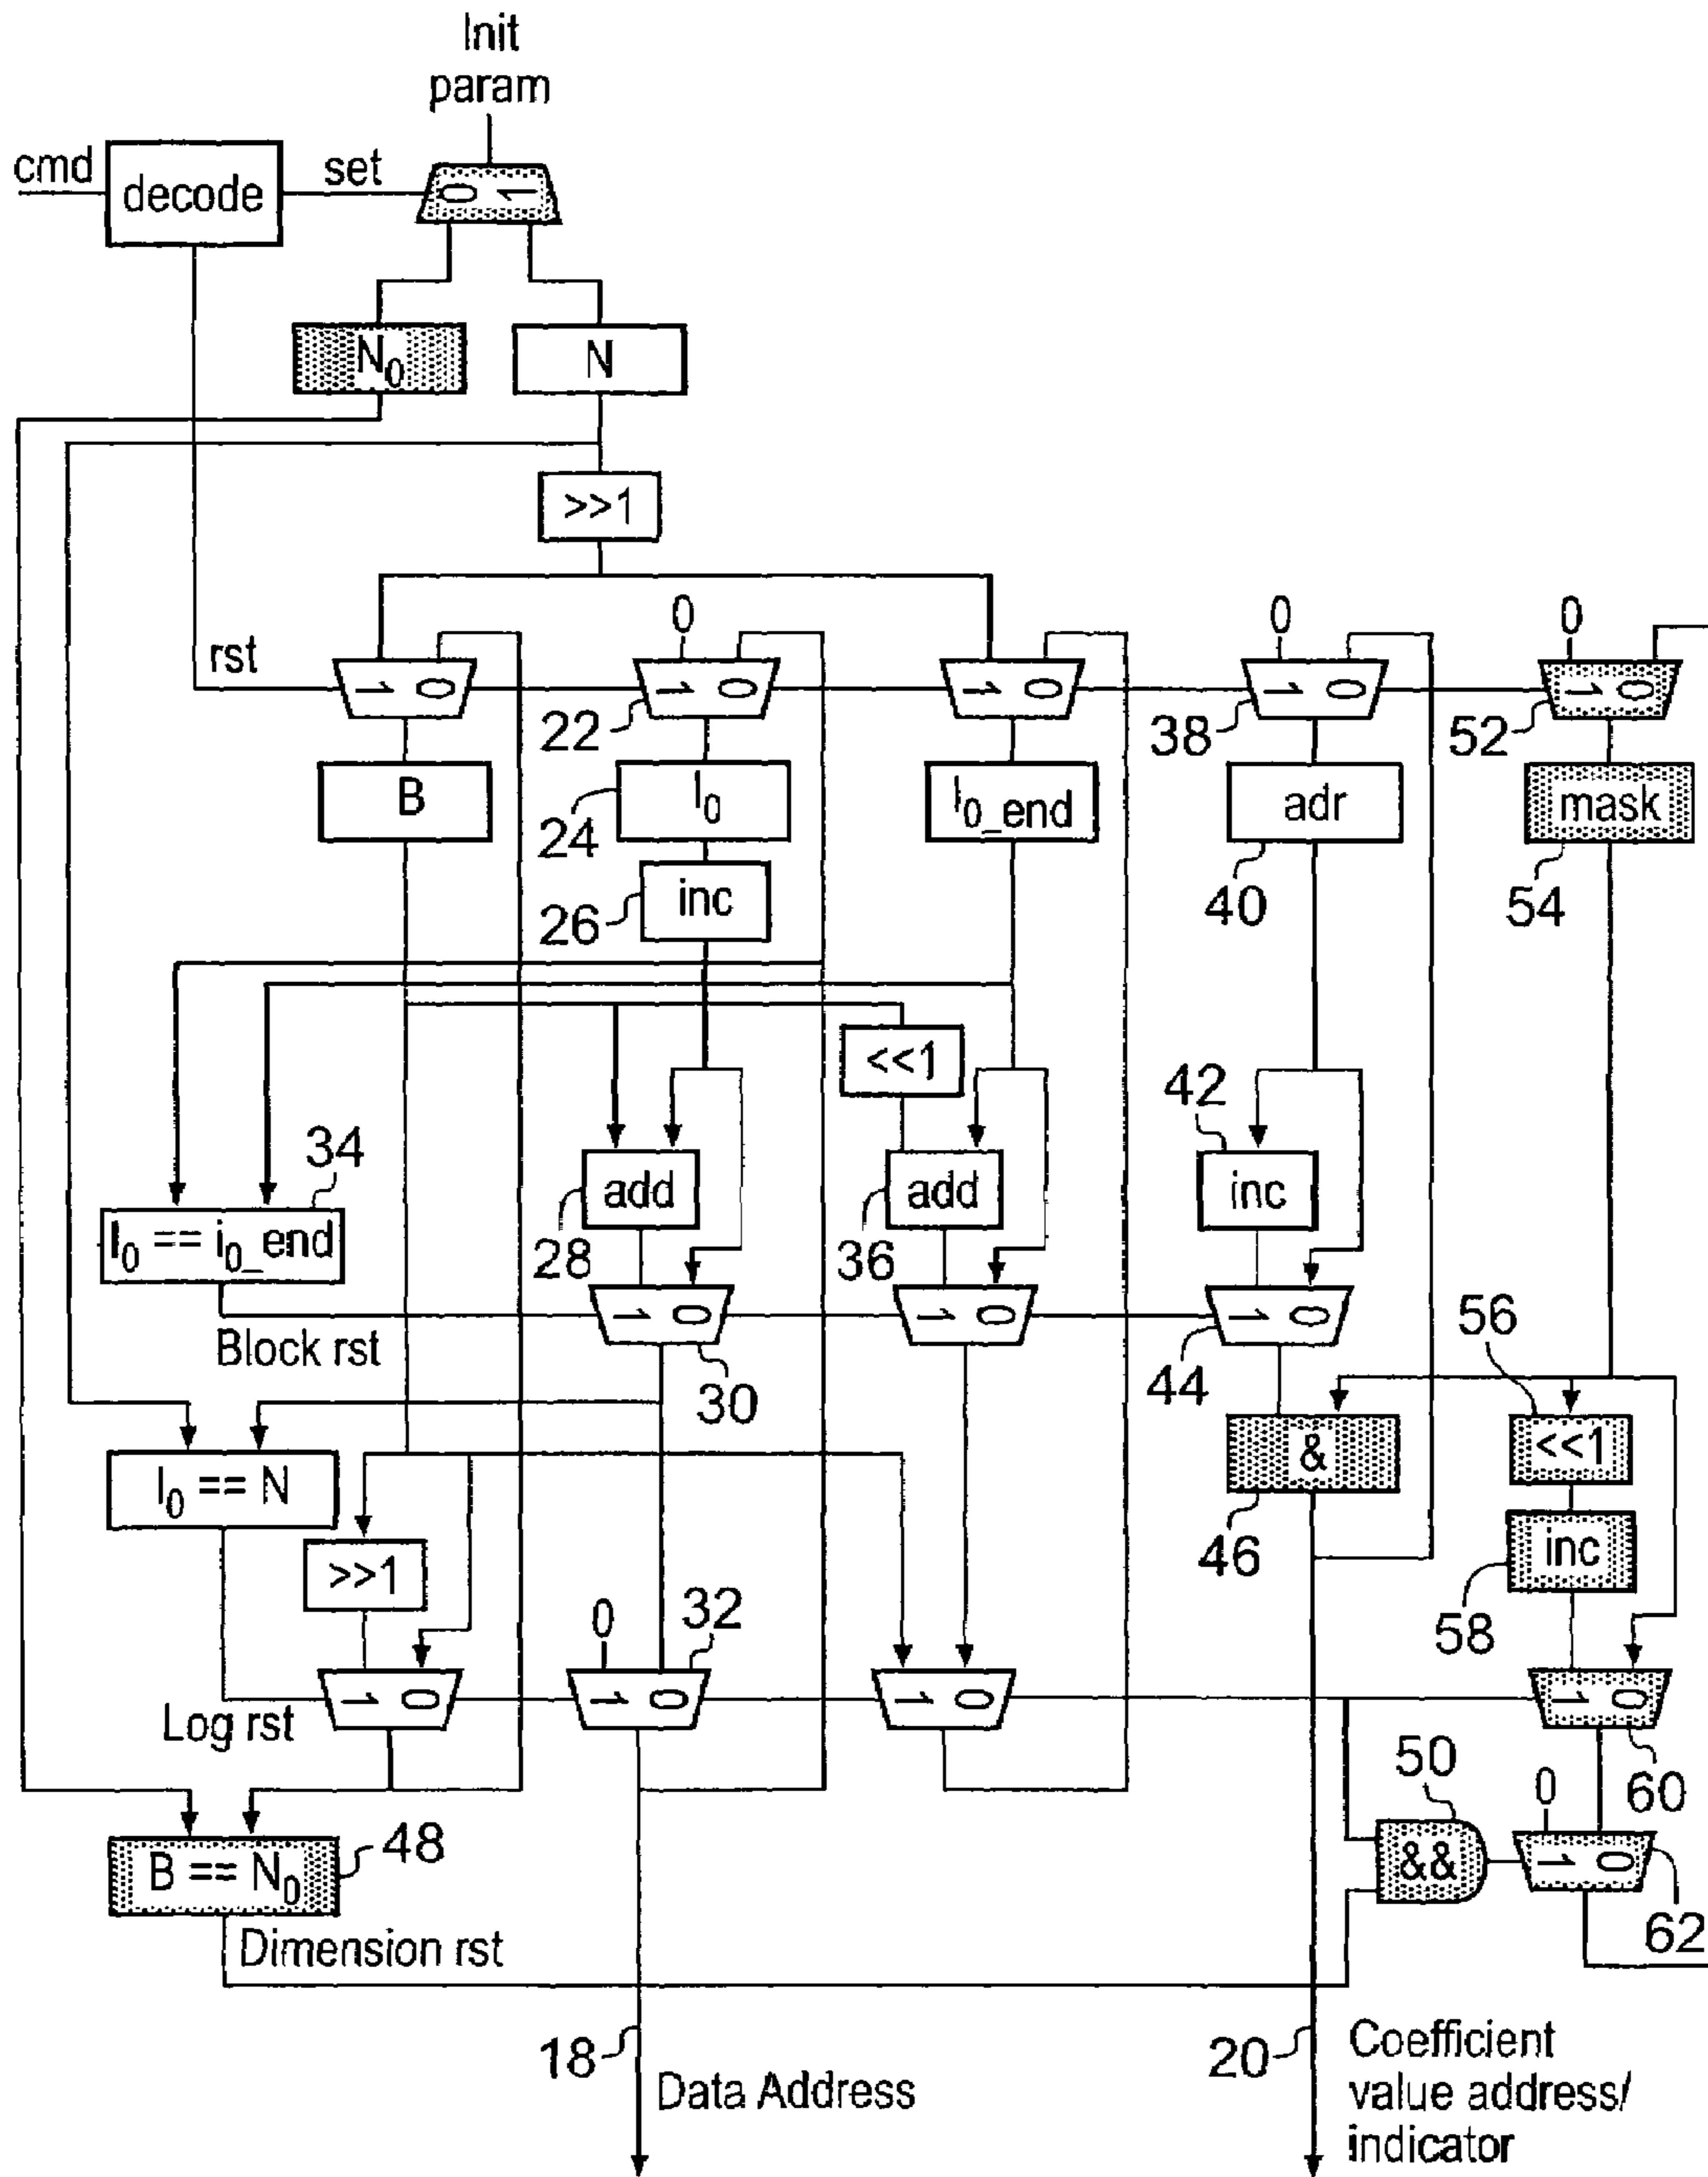 Init
param
cmd
decode
set
0 1
N0
N
>>1
0
0
0
rst
1 0
1 0
1 0
1 0
1 0
22
38
52
B
I0
I0_end
adr
mask
24
40
54
inc
26
<<1
42
34
add
add
inc
I0 == i0_end
28
36
1 0
1 0
1 0
56
Block rst
30
44
&
<<1
I0 == N
46
inc
>>1
58
0
32
1 0
1 0
1 0
1 0
Log rst
50
0
60
B == N0
48
&&
1 0
62
Dimension rst
18
Data Address
20
Coefficient
value address/
indicator